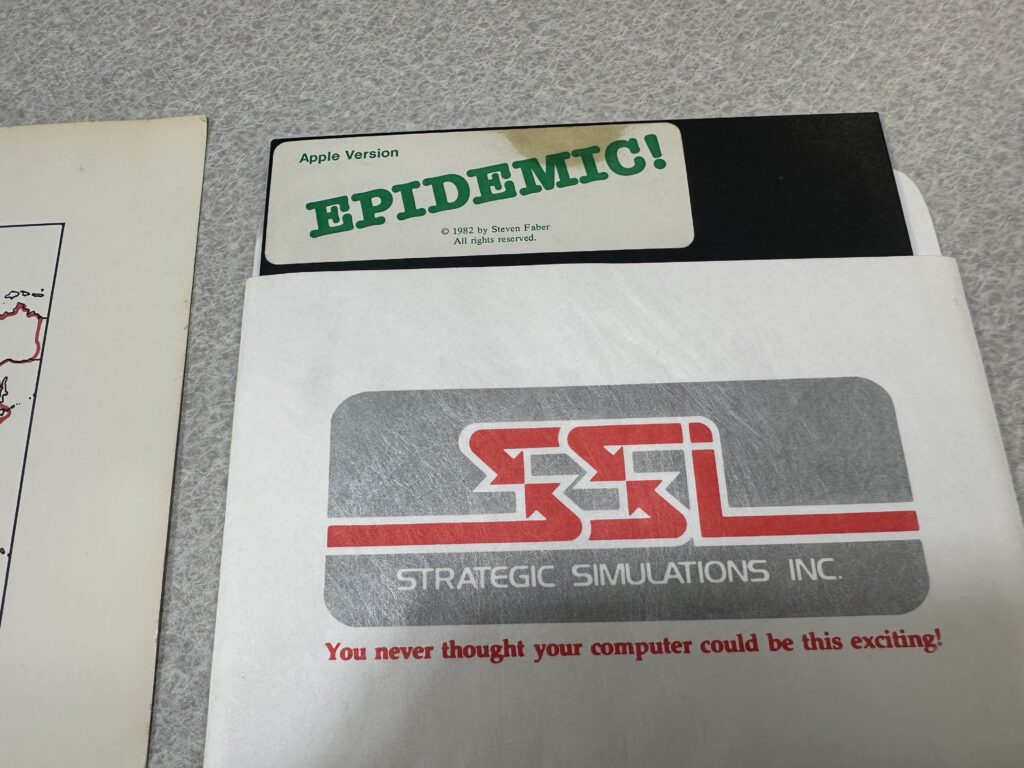 Apple Version
EPIDEMIC!
© 1982 by Steven Faber
All rights reserved.
SSI
STRATEGIC SIMULATIONS INC.
You never thought your computer could be this exciting!